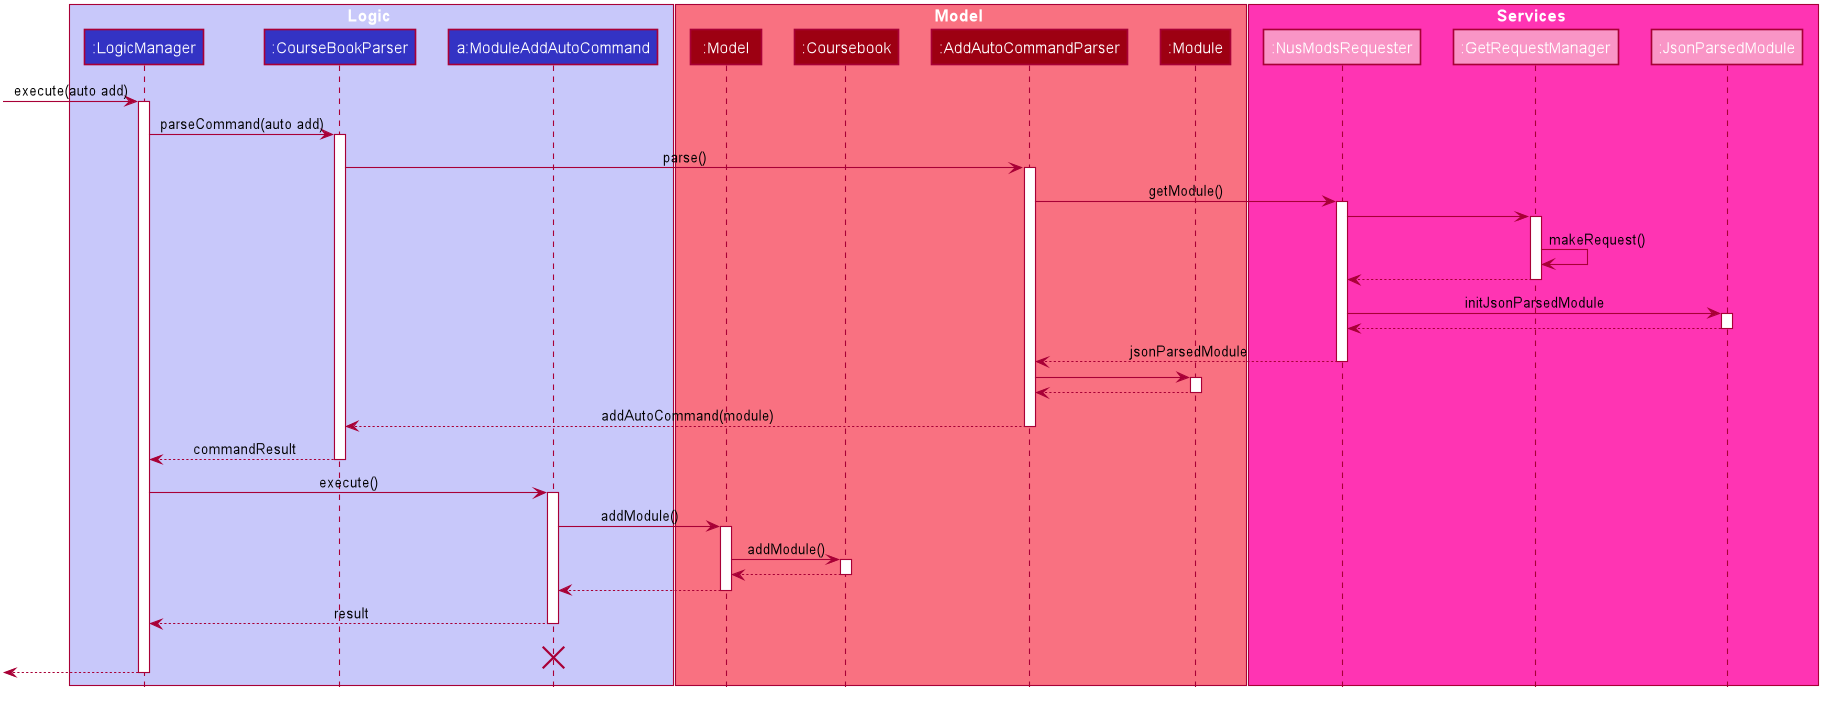 Logic
Model
Services
:LogicManager
:CourseBookParser
a:ModuleAddAutoCommand
:Model
:Coursebook
:AddAutoCommandParser
:Module
:NusModsRequester
:GetRequestManager
:JsonParsedModule
execute(auto add)
parseCommand(auto add)
parse()
getModule()
makeRequest()
initJsonParsedModule
jsonParsedModule
addAutoCommand(module)
commandResult
execute()
addModule()
addModule()
result